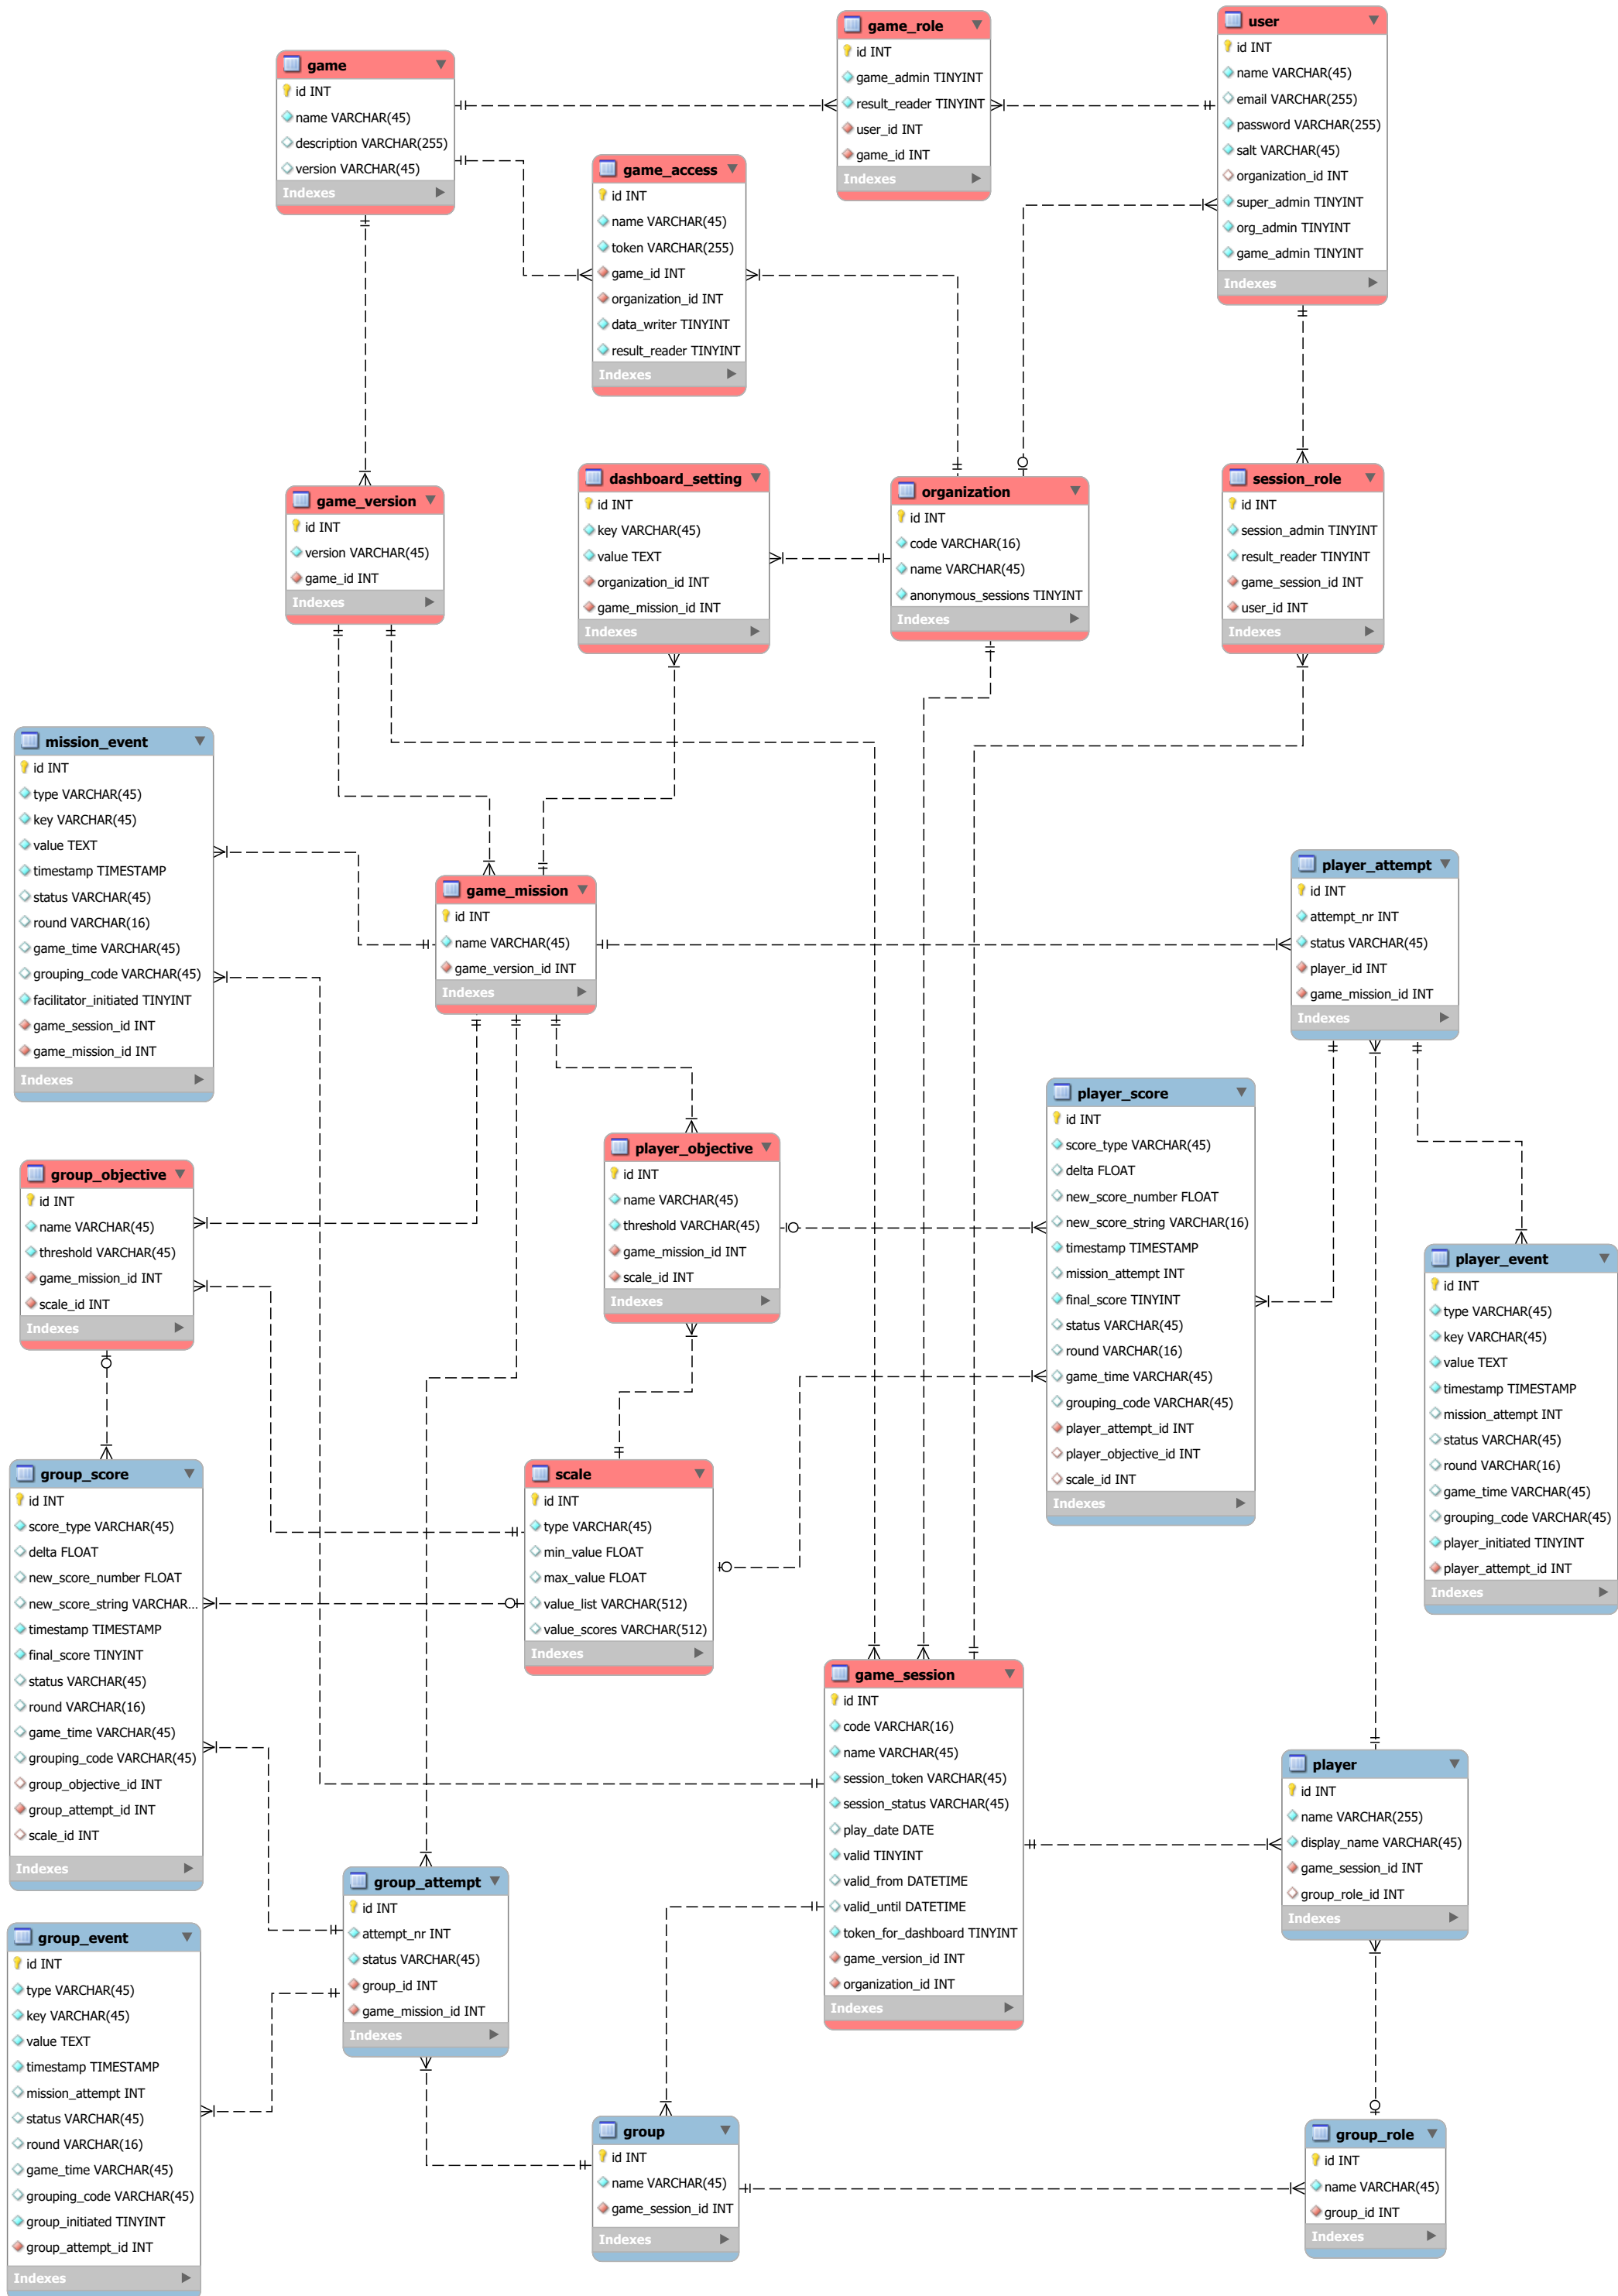 game_role
id INT
game_admin TINYINT
result_reader TINYINT
user_id INT
game_id INT
Indexes
user
id INT
name VARCHAR(45)
email VARCHAR(255)
password VARCHAR(255)
salt VARCHAR(45)
organization_id INT
super_admin TINYINT
org_admin TINYINT
game_admin TINYINT
Indexes
game
id INT
name VARCHAR(45)
description VARCHAR(255)
version VARCHAR(45)
Indexes
game_access
id INT
name VARCHAR(45)
token VARCHAR(255)
game_id INT
organization_id INT
data_writer TINYINT
result_reader TINYINT
Indexes
game_version
id INT
version VARCHAR(45)
game_id INT
Indexes
dashboard_setting
id INT
key VARCHAR(45)
value TEXT
organization_id INT
game_mission_id INT
Indexes
organization
id INT
code VARCHAR(16)
name VARCHAR(45)
anonymous_sessions TINYINT
Indexes
session_role
id INT
session_admin TINYINT
result_reader TINYINT
game_session_id INT
user_id INT
Indexes
mission_event
id INT
type VARCHAR(45)
key VARCHAR(45)
value TEXT
timestamp TIMESTAMP
status VARCHAR(45)
round VARCHAR(16)
game_time VARCHAR(45)
grouping_code VARCHAR(45)
facilitator_initiated TINYINT
game_session_id INT
game_mission_id INT
Indexes
game_mission
id INT
name VARCHAR(45)
game_version_id INT
Indexes
player_attempt
id INT
attempt_nr INT
status VARCHAR(45)
player_id INT
game_mission_id INT
Indexes
player_score
id INT
score_type VARCHAR(45)
delta FLOAT
new_score_number FLOAT
new_score_string VARCHAR(16)
timestamp TIMESTAMP
mission_attempt INT
final_score TINYINT
status VARCHAR(45)
round VARCHAR(16)
game_time VARCHAR(45)
grouping_code VARCHAR(45)
player_attempt_id INT
player_objective_id INT
scale_id INT
Indexes
player_objective
id INT
name VARCHAR(45)
threshold VARCHAR(45)
game_mission_id INT
scale_id INT
Indexes
group_objective
id INT
name VARCHAR(45)
threshold VARCHAR(45)
game_mission_id INT
scale_id INT
Indexes
player_event
id INT
type VARCHAR(45)
key VARCHAR(45)
value TEXT
timestamp TIMESTAMP
mission_attempt INT
status VARCHAR(45)
round VARCHAR(16)
game_time VARCHAR(45)
grouping_code VARCHAR(45)
player_initiated TINYINT
player_attempt_id INT
Indexes
group_score
id INT
score_type VARCHAR(45)
delta FLOAT
new_score_number FLOAT
new_score_string VARCHAR...
timestamp TIMESTAMP
final_score TINYINT
status VARCHAR(45)
round VARCHAR(16)
game_time VARCHAR(45)
grouping_code VARCHAR(45)
group_objective_id INT
group_attempt_id INT
scale_id INT
Indexes
scale
id INT
type VARCHAR(45)
min_value FLOAT
max_value FLOAT
value_list VARCHAR(512)
value_scores VARCHAR(512)
Indexes
game_session
id INT
code VARCHAR(16)
name VARCHAR(45)
session_token VARCHAR(45)
session_status VARCHAR(45)
play_date DATE
valid TINYINT
valid_from DATETIME
valid_until DATETIME
token_for_dashboard TINYINT
game_version_id INT
organization_id INT
Indexes
player
id INT
name VARCHAR(255)
display_name VARCHAR(45)
game_session_id INT
group_role_id INT
Indexes
group_attempt
id INT
attempt_nr INT
status VARCHAR(45)
group_id INT
game_mission_id INT
Indexes
group_event
id INT
type VARCHAR(45)
key VARCHAR(45)
value TEXT
timestamp TIMESTAMP
mission_attempt INT
status VARCHAR(45)
round VARCHAR(16)
game_time VARCHAR(45)
grouping_code VARCHAR(45)
group_initiated TINYINT
group_attempt_id INT
Indexes
group
id INT
name VARCHAR(45)
game_session_id INT
Indexes
group_role
id INT
name VARCHAR(45)
group_id INT
Indexes